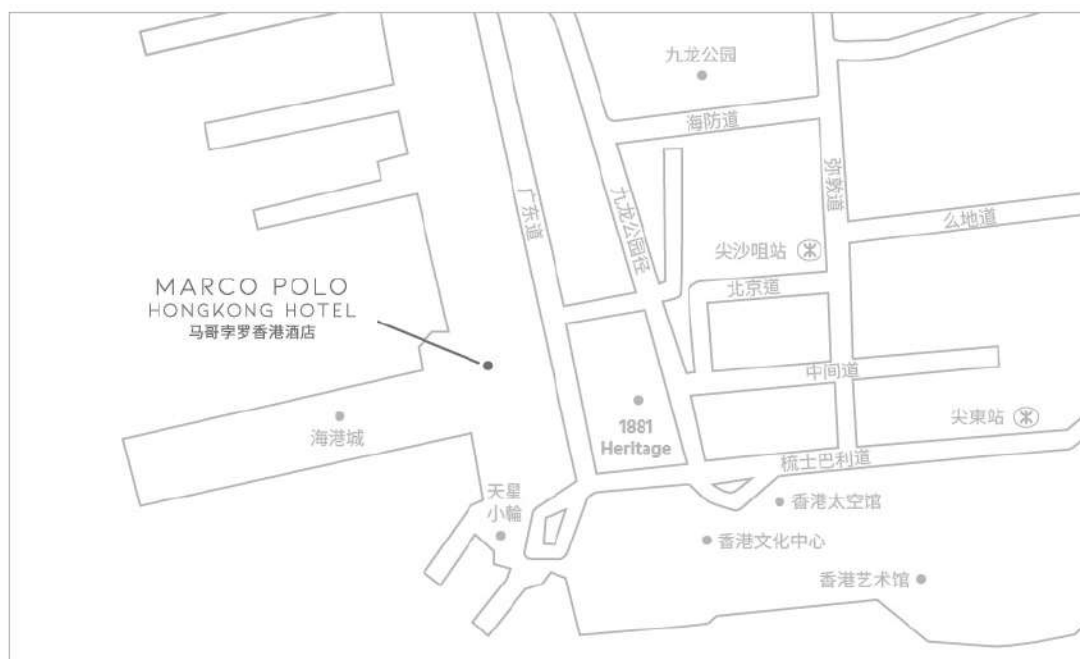 九龙公园
海防道
广东道
九龙公园径
弥敦道
么地道
尖沙咀站
北京道
MARCO POLO
HONGKONG HOTEL
马哥孛罗香港酒店
中间道
海港城
1881
Heritage
尖東站
梳士巴利道
天星
小輪
香港太空馆
香港文化中心
香港艺术馆